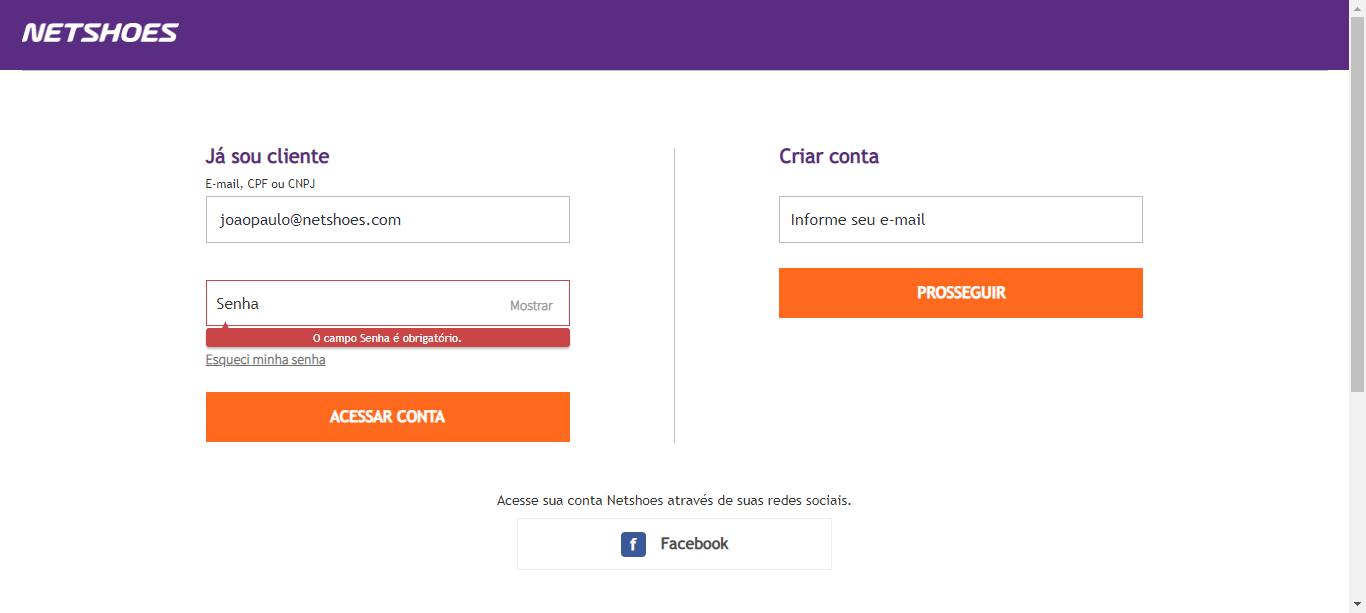 NETSHOES
Já sou cliente
E-mail, CPF ou CNPJ
joaopaulo@netshoes.com
Senha
Mostrar
O campo Senha é obrigatório.
Esqueci minha senha
ACESSAR CONTA
Criar conta
Informe seu e-mail
PROSSEGUIR
Acesse sua conta Netshoes através de suas redes sociais.
f Facebook